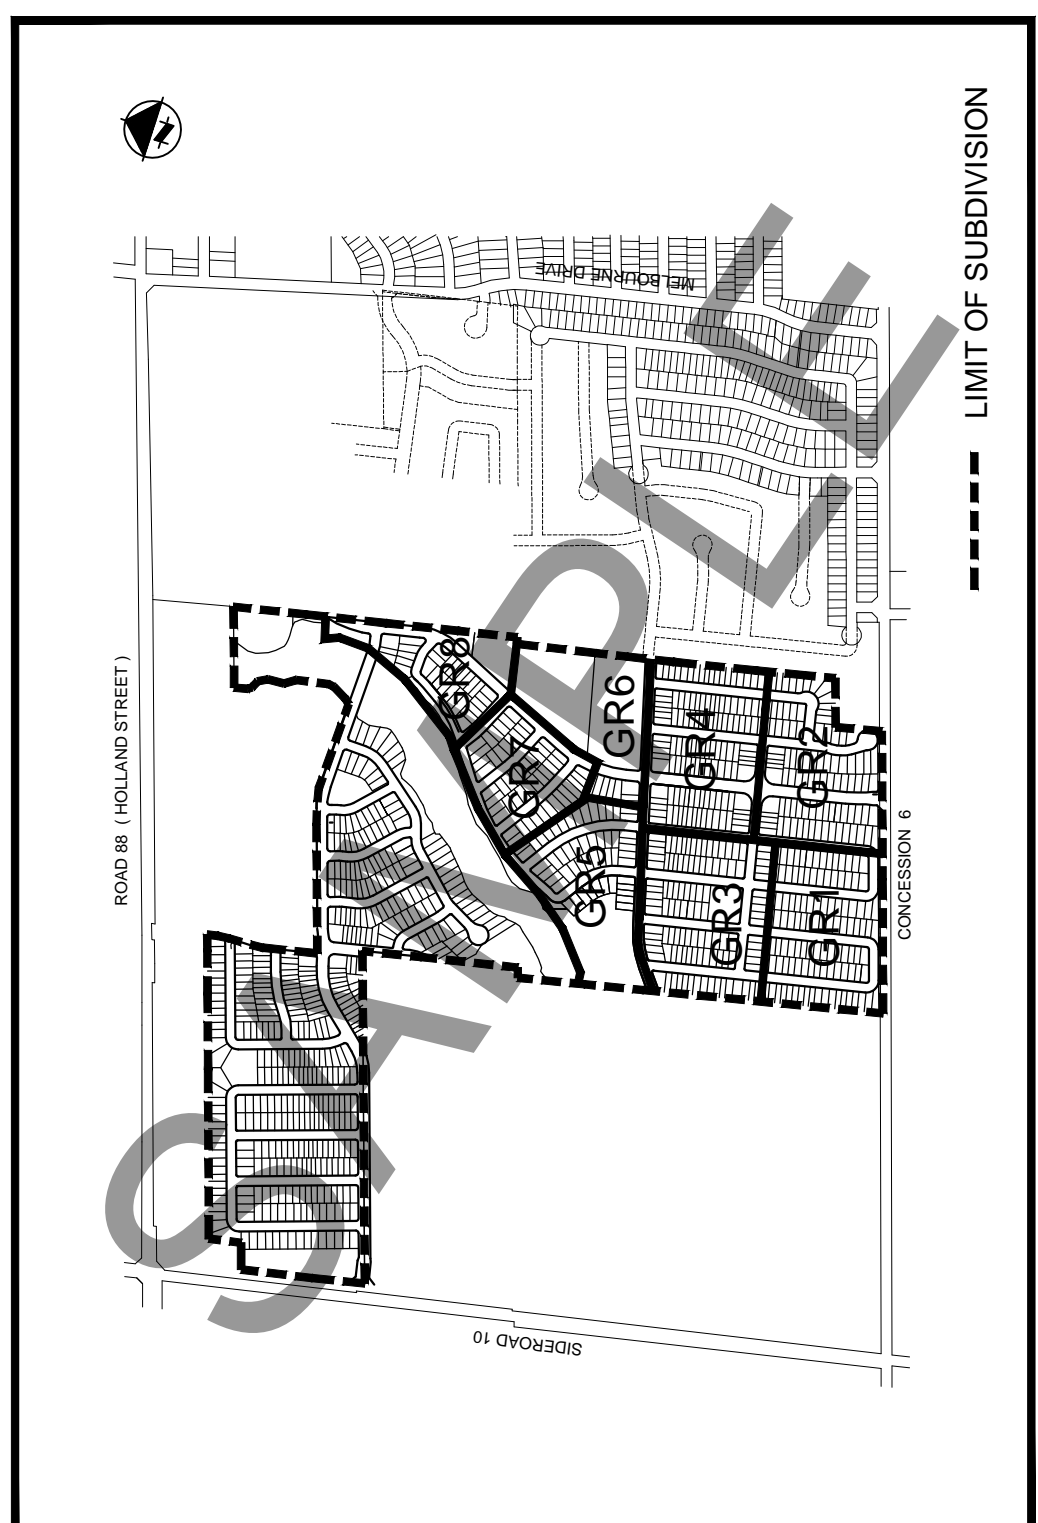 N
LIMIT OF SUBDIVISION
MELBOURNE DRIVE
SAMPLE
ROAD 88 ( HOLLAND STREET )
GR8
GR6
GR4
GR2
GR7
GR5
GR3
GR1
CONCESSION 6
SIDEROAD 10